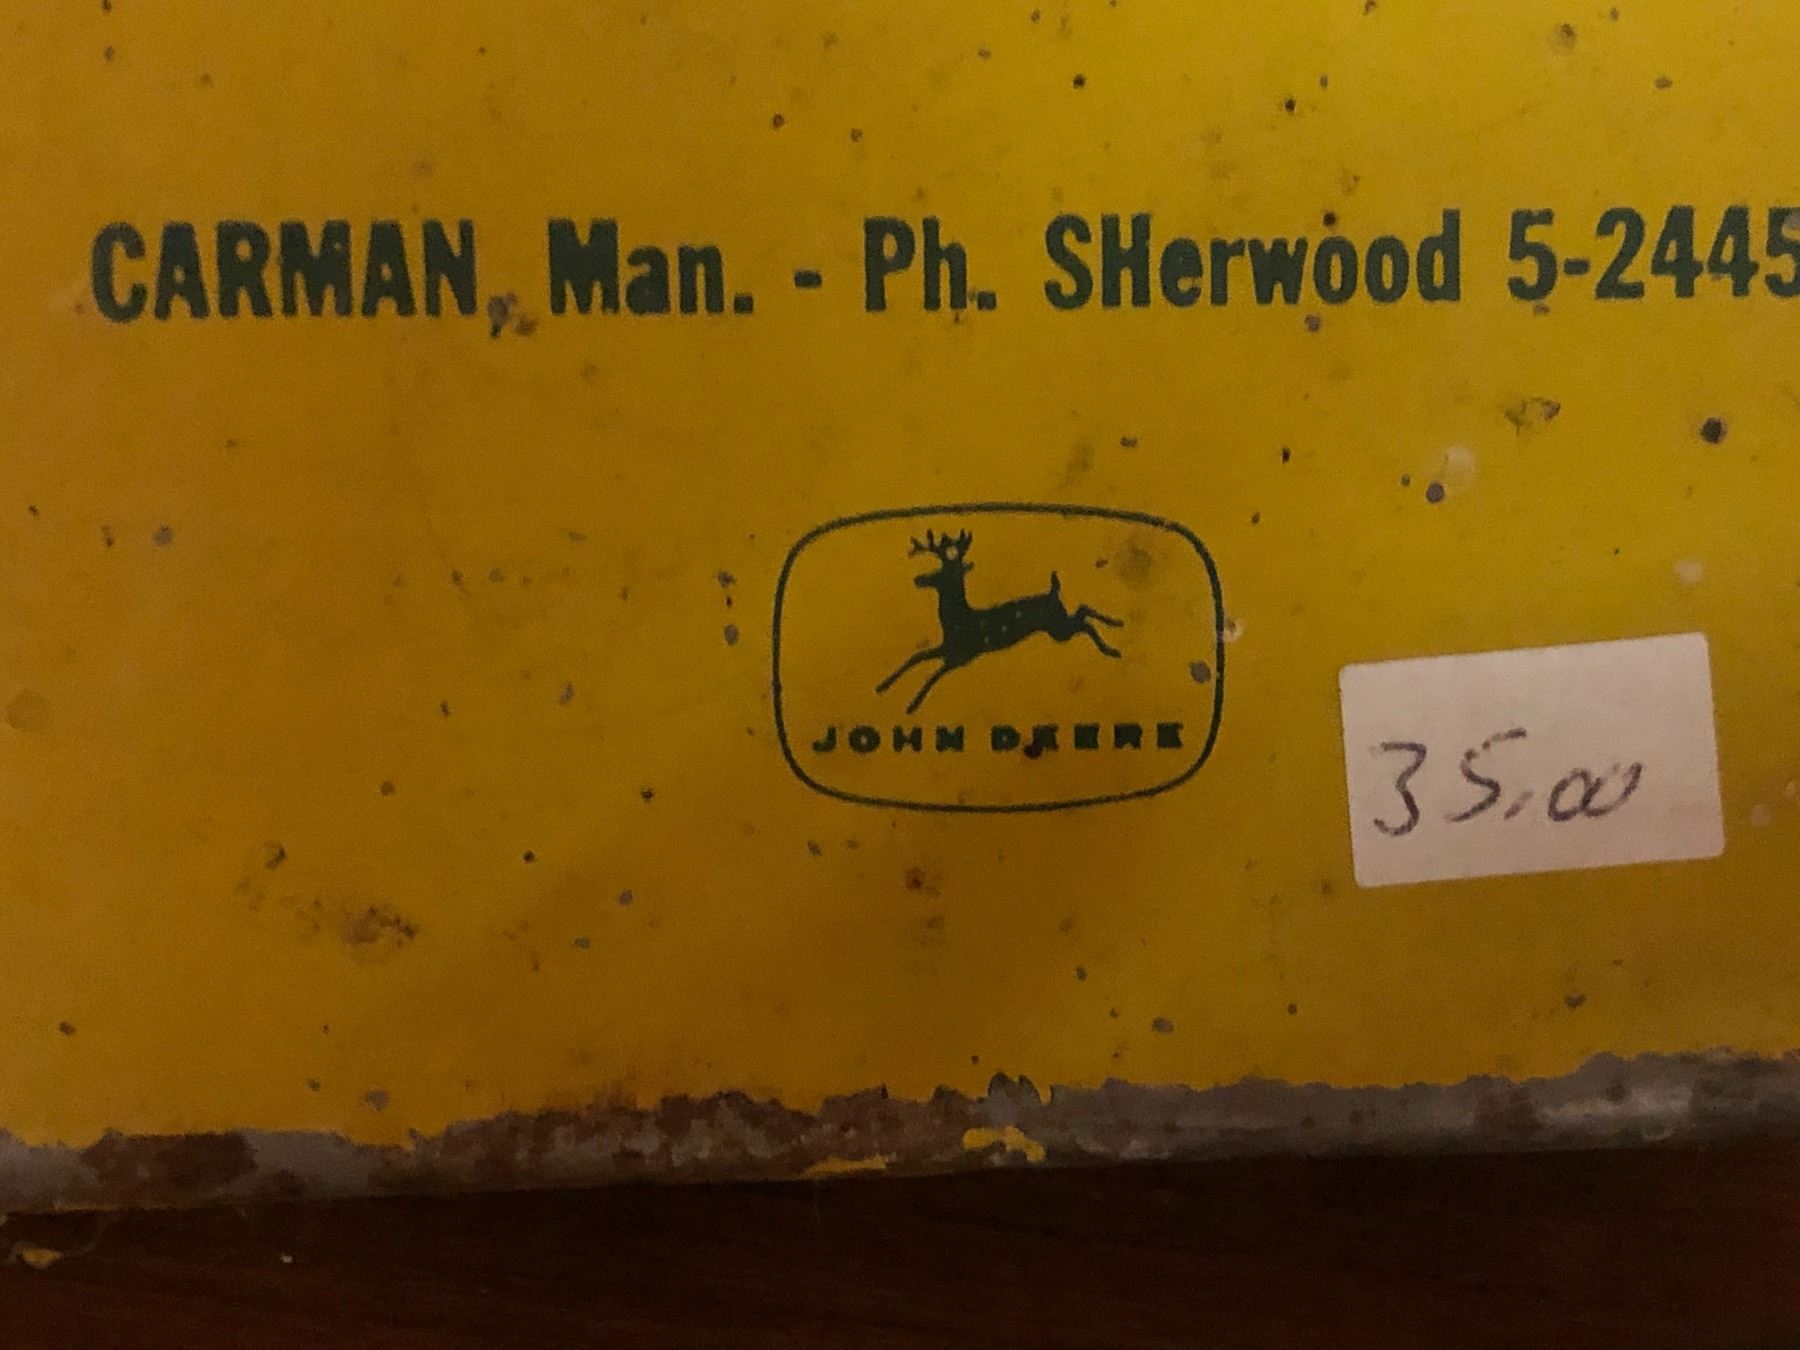 CARMAN, Man. - Ph. SHerwood 5-2445
JOHN DEERE
35.00